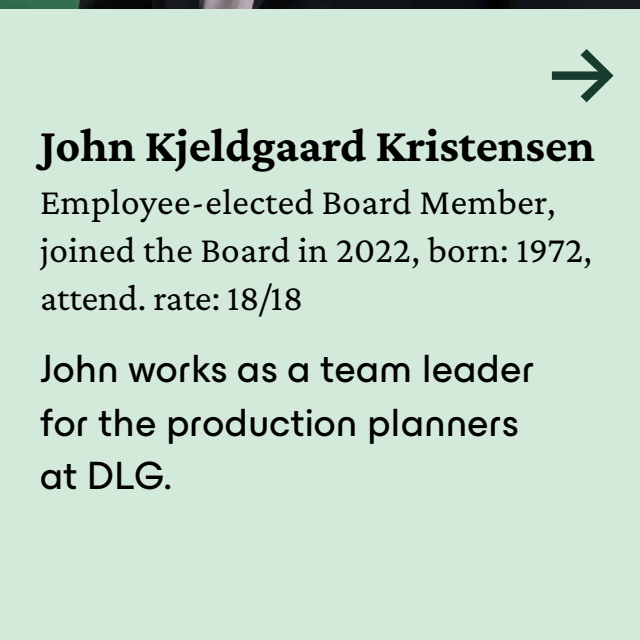 John Kjeldgaard Kristensen
Employee-elected Board Member,
joined the Board in 2022, born: 1972,
attend. rate: 18/18
John works as a team leader
for the production planners
at DLG.